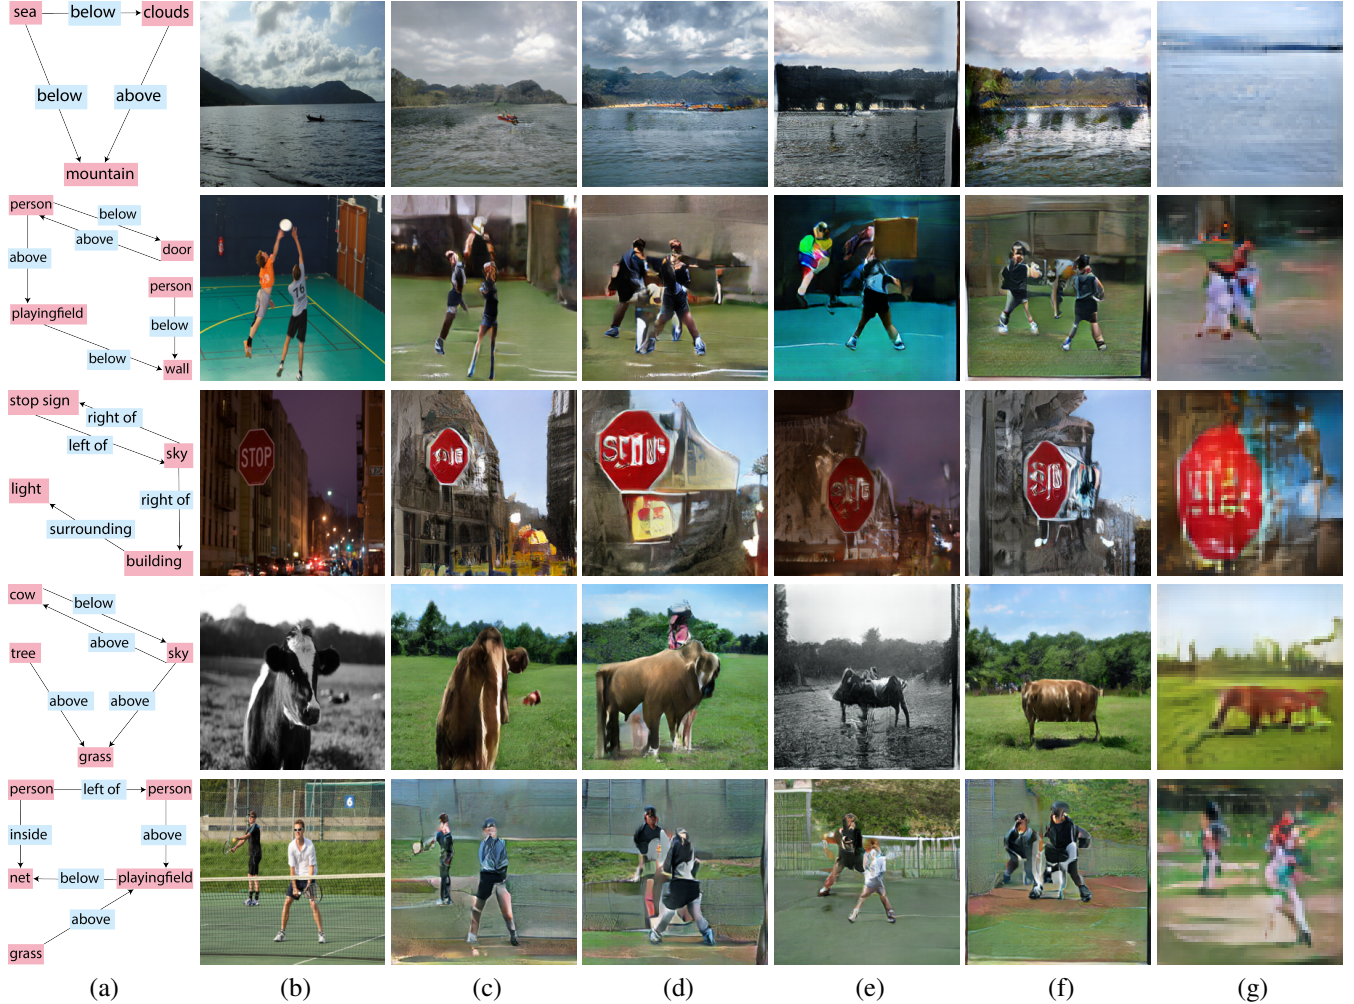 sea below clouds
below above
mountain
person below
above door
above
person
playingfield below
below wall
stop sign right of
left of sky
light right of
surrounding
building
STOP
cow below
above
tree sky
above above
grass
person left of person
inside above
net below playingfield
above
grass
76
6
(a) (b) (c) (d) (e) (f) (g)